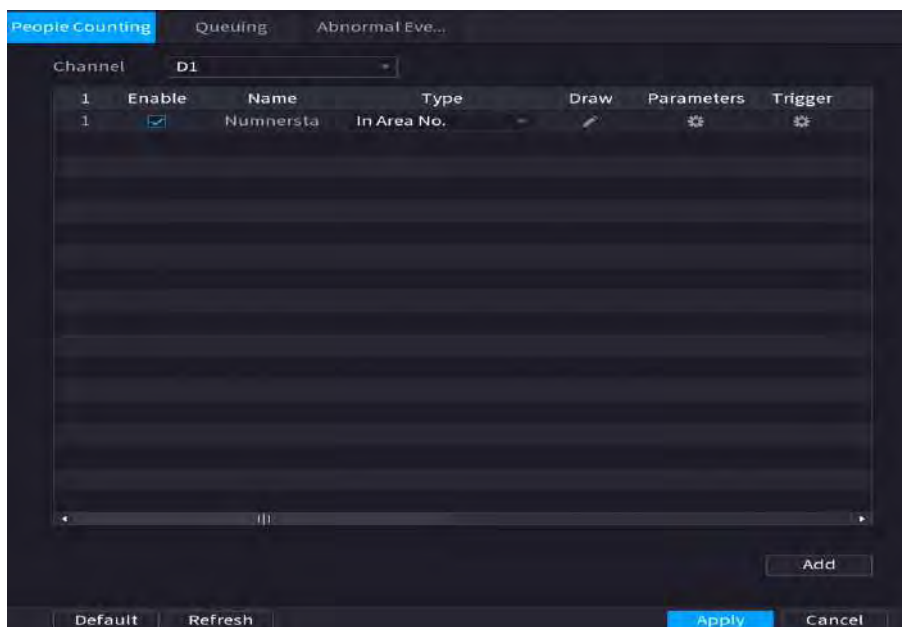 People Counting Queuing Abnormal Eve...
Channel D1
1 Enable Name Type Draw Parameters Trigger
1 Numnersta In Area No.
Add
Default Refresh Apply Cancel